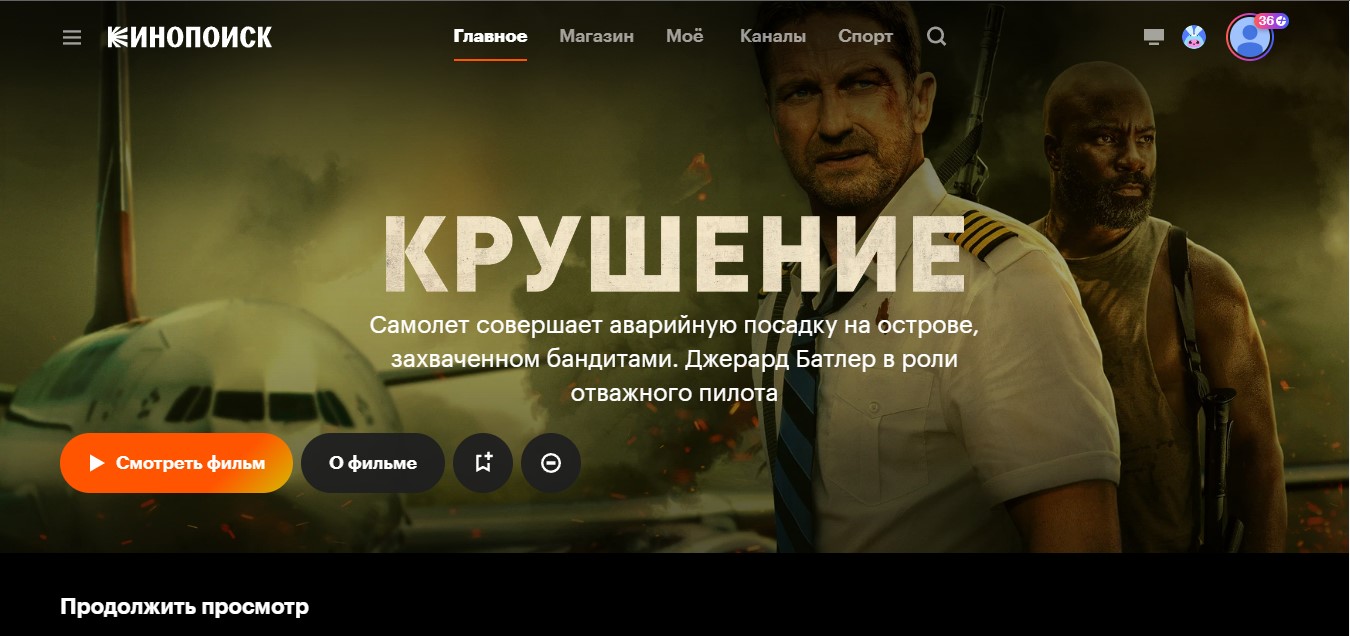 КИНОПОИСК
Главное
Магазин
Моё
Каналы
Спорт
36
КРУШЕНИЕ
Самолет совершает аварийную посадку на острове,
захваченном бандитами. Джерард Батлер в роли
отважного пилота
Смотреть фильм
О фильме
Продолжить просмотр